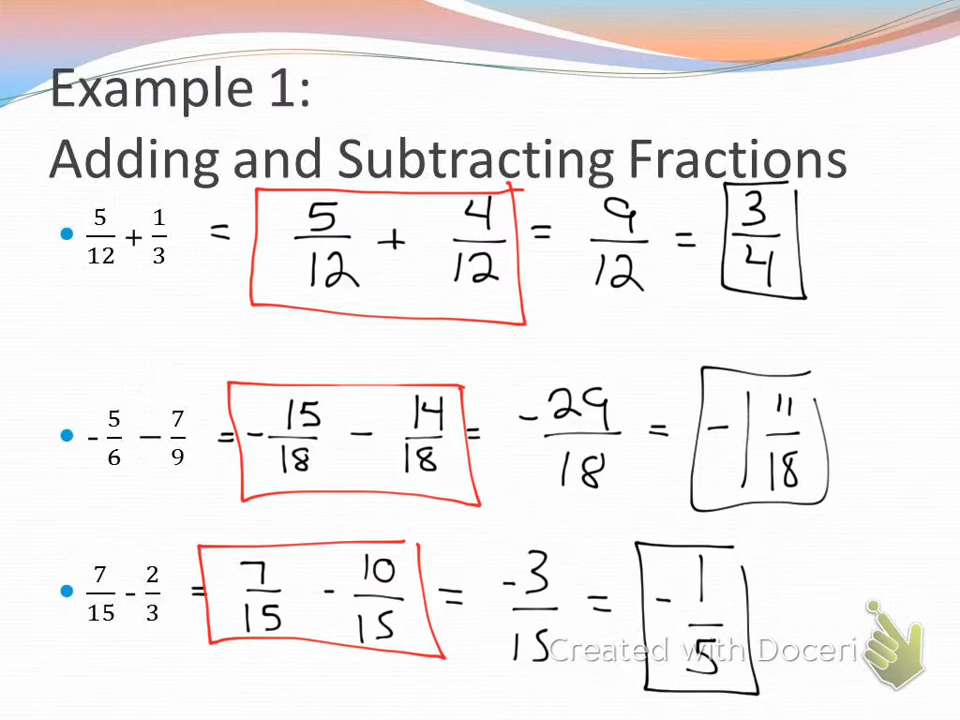 Example 1:
Adding and Subtracting Fractions
• 5/12 + 1/3 = 5/12 + 4/12 = 9/12 = 3/4
• - 5/6 − 7/9 = - 15/18 - 14/18 = -29/18 = -1 11/18
• 7/15 - 2/3 = 7/15 - 10/15 = -3/15 = - 1/5
Created with Doceri